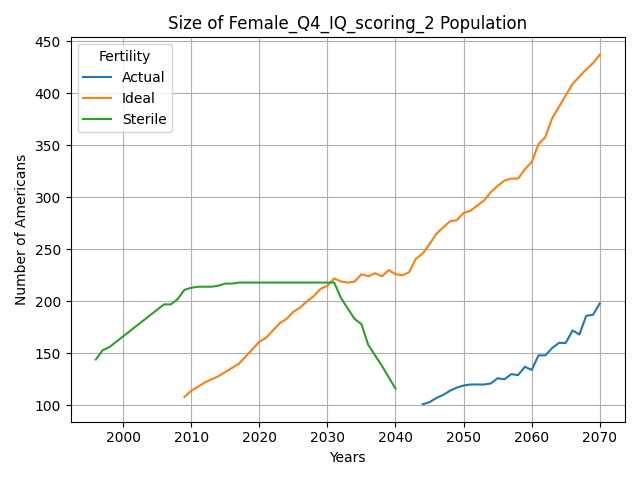 Size of Female_Q4_IQ_scoring_2 Population
Fertility
Actual
Ideal
Sterile
Number of Americans
450
400
350
300
250
200
150
100
2000
2010
2020
2030
2040
2050
2060
2070
Years